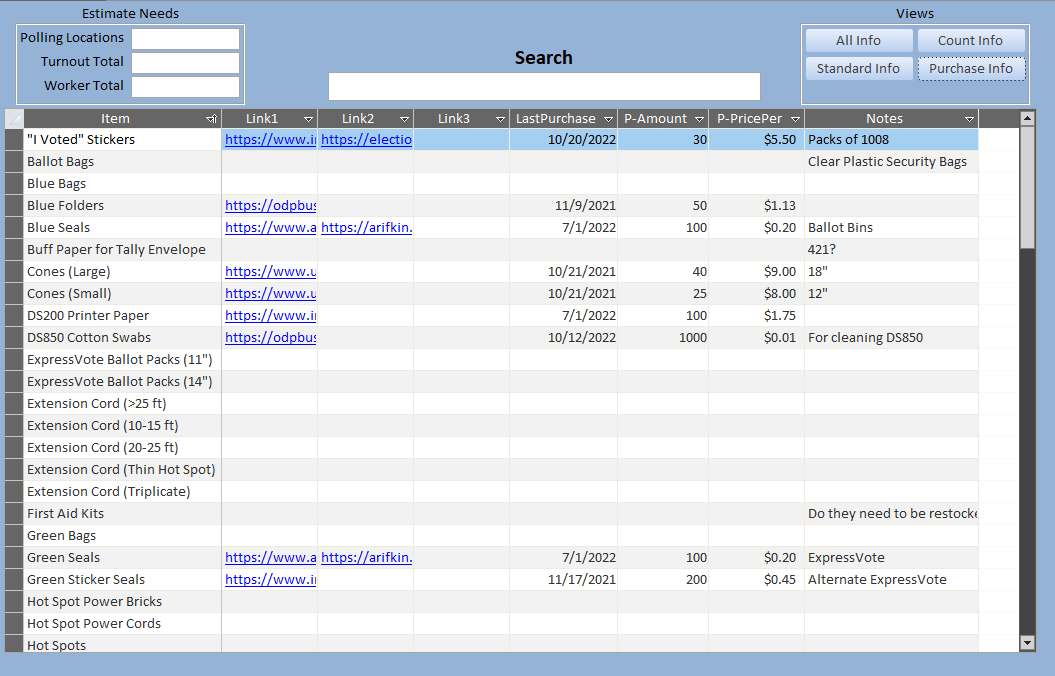 Estimate Needs
Polling Locations
Turnout Total
Worker Total
Search
Views
All Info Count Info
Standard Info Purchase Info
Item Link1 Link2 Link3 LastPurchase P-Amount P-PricePer Notes
"I Voted" Stickers https://www.i https://electio 10/20/2022 30 $5.50 Packs of 1008
Ballot Bags Clear Plastic Security Bags
Blue Bags
Blue Folders https://odpbus 11/9/2021 50 $1.13
Blue Seals https://www.a https://arifkin. 7/1/2022 100 $0.20 Ballot Bins
Buff Paper for Tally Envelope 421?
Cones (Large) https://www.u 10/21/2021 40 $9.00 18"
Cones (Small) https://www.u 10/21/2021 25 $8.00 12"
DS200 Printer Paper https://www.i 7/1/2022 100 $1.75
DS850 Cotton Swabs https://odpbus 10/12/2022 1000 $0.01 For cleaning DS850
ExpressVote Ballot Packs (11")
ExpressVote Ballot Packs (14")
Extension Cord (>25 ft)
Extension Cord (10-15 ft)
Extension Cord (20-25 ft)
Extension Cord (Thin Hot Spot)
Extension Cord (Triplicate)
First Aid Kits Do they need to be restocke
Green Bags
Green Seals https://www.a https://arifkin. 7/1/2022 100 $0.20 ExpressVote
Green Sticker Seals https://www.i 11/17/2021 200 $0.45 Alternate ExpressVote
Hot Spot Power Bricks
Hot Spot Power Cords
Hot Spots